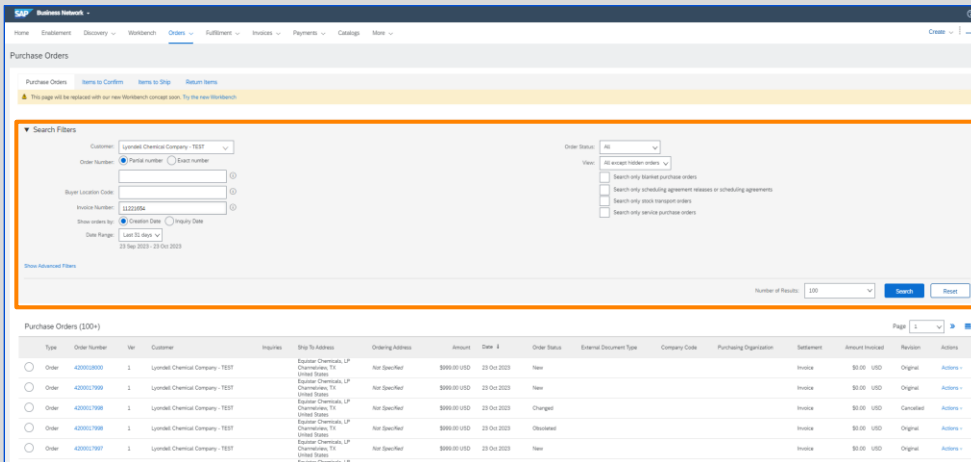 SAP Business Network
Home Enablement Discovery Workbench Orders Fulfillment Invoices Payments Catalogs More Create
Purchase Orders
Purchase Orders Items to Confirm Items to Ship Return Items
This page will be replaced with our new Workbench concept soon. Try the new Workbench
Search Filters
Customer: Lyondell Chemical Company - TEST Order Status: All
Order Number: Partial number Exact number View: All except hidden orders
Search only blanket purchase orders
Buyer Location Code: Search only scheduling agreement releases or scheduling agreements
Search only stock transport orders
Invoice Number: 1122165A Search only service purchase orders
Show orders by: Creation Date Inquiry Date
Date Range: Last 31 days
23 Sep 2023 - 23 Oct 2023
Show Advanced Filters
Number of Results: 100 Search Reset
Purchase Orders (100+) Page 1
Type Order Number Ver Customer Inquiries Ship To Address Ordering Address Amount Date Order Status External Document Type Company Code Purchasing Organization Settlement Amount Invoiced Revision Actions
Equistar Chemicals, LP
Order 4200018000 1 Lyondell Chemical Company - TEST Channelview, TX Not Specified $999.00 USD 23 Oct 2023 New Invoice $0.00 USD Original Actions
United States
Equistar Chemicals, LP
Order 4200017999 1 Lyondell Chemical Company - TEST Channelview, TX Not Specified $999.00 USD 23 Oct 2023 New Invoice $0.00 USD Original Actions
United States
Equistar Chemicals, LP
Order 4200017998 1 Lyondell Chemical Company - TEST Channelview, TX Not Specified $999.00 USD 23 Oct 2023 Changed Invoice $0.00 USD Cancelled Actions
United States
Equistar Chemicals, LP
Order 4200017998 1 Lyondell Chemical Company - TEST Channelview, TX Not Specified $999.00 USD 23 Oct 2023 Obsoleted Invoice $0.00 USD Original Actions
United States
Equistar Chemicals, LP
Order 4200017997 1 Lyondell Chemical Company - TEST Channelview, TX Not Specified $999.00 USD 23 Oct 2023 New Invoice $0.00 USD Original Actions
United States